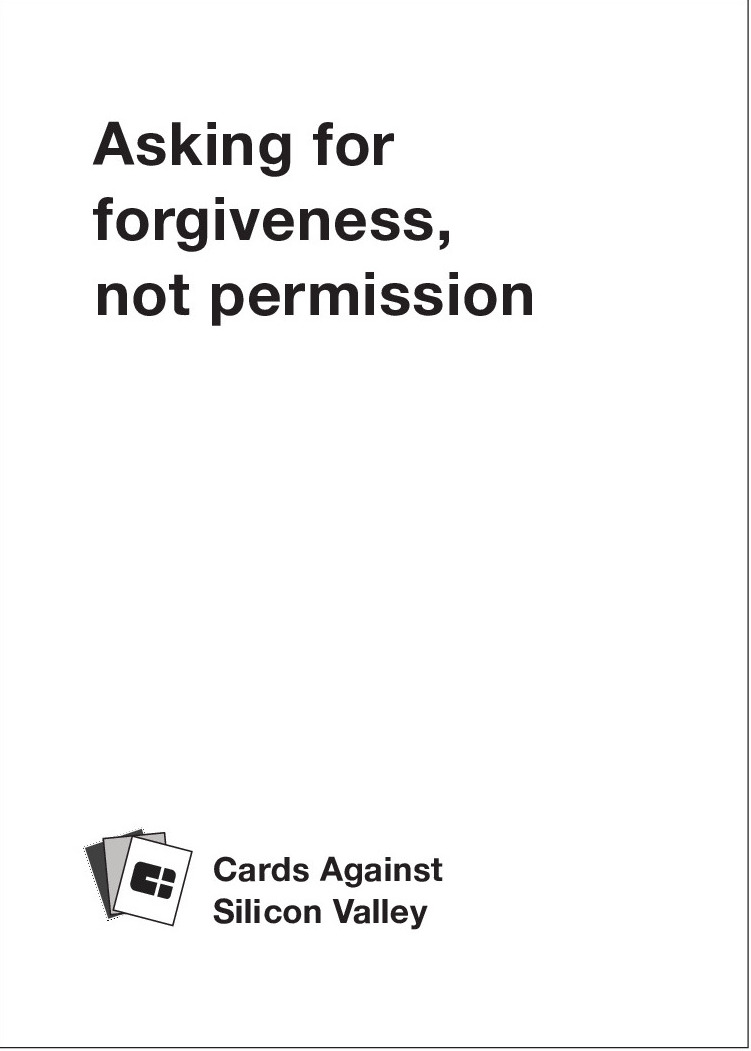 Asking for
forgiveness,
not permission
Cards Against
Silicon Valley